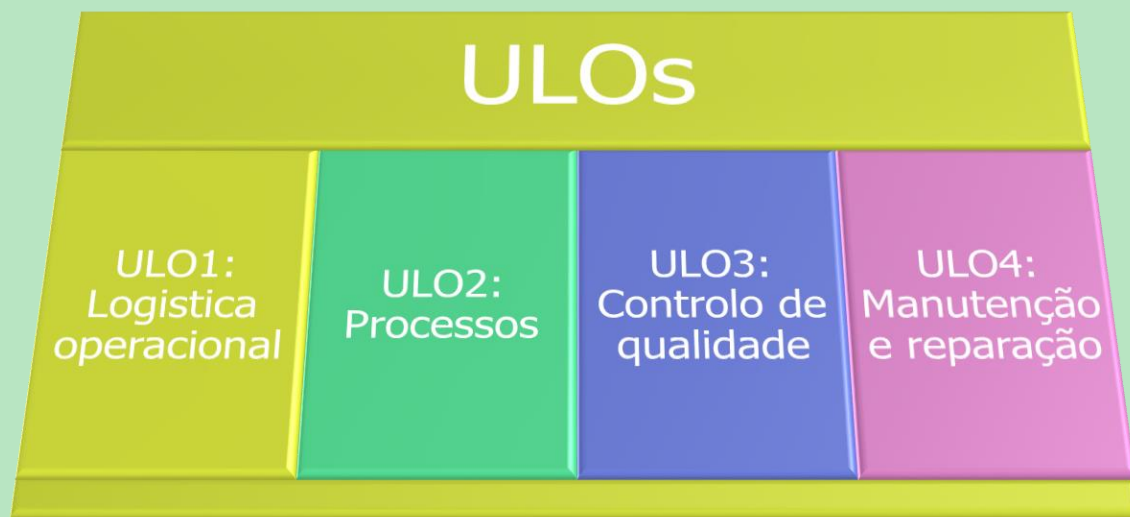 ULOs
ULO1:
Logistica
operacional
ULO2:
Processos
ULO3:
Controlo de
qualidade
ULO4:
Manutenção
e reparação